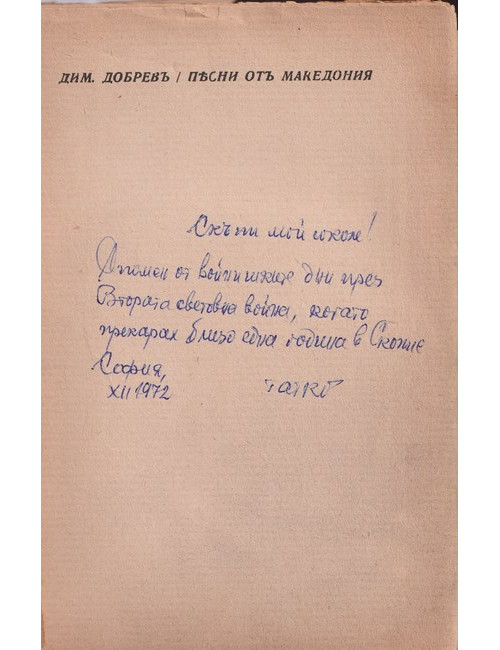 ДИМ. ДОБРЕВЪ / ПѢСНИ ОТЪ МАКЕДОНИЯ
Скъпи мой соколе!
Спомен от войнишките дни през
Втората световна война, когато
прекарах близо една година в Скопие
София,
XII 1972 татко